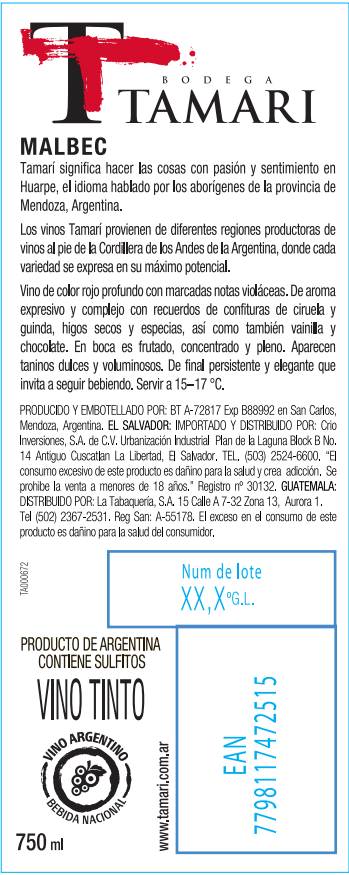 BODEGA
TAMARI
MALBEC
Tamarí significa hacer las cosas con pasión y sentimiento en
Huarpe, el idioma hablado por los aborígenes de la provincia de
Mendoza, Argentina.
Los vinos Tamarí provienen de diferentes regiones productoras de
vinos al pie de la Cordillera de los Andes de la Argentina, donde cada
variedad se expresa en su máximo potencial.
Vino de color rojo profundo con marcadas notas violáceas. De aroma
expresivo y complejo con recuerdos de confituras de ciruela y
guinda, higos secos y especias, así como también vainilla y
chocolate. En boca es frutado, concentrado y pleno. Aparecen
taninos dulces y voluminosos. De final persistente y elegante que
invita a seguir bebiendo. Servir a 15–17 °C.
PRODUCIDO Y EMBOTELLADO POR: BT A-72817 Exp B88992 en San Carlos,
Mendoza, Argentina. EL SALVADOR: IMPORTADO Y DISTRIBUIDO POR: Crio
Inversiones, S.A. de C.V. Urbanización Industrial Plan de la Laguna Block B No.
14 Antiguo Cuscatlan La Libertad, El Salvador. TEL. (503) 2524-6600. "El
consumo excesivo de este producto es dañino para la salud y crea adicción. Se
prohibe la venta a menores de 18 años." Registro nº 30132. GUATEMALA:
DISTRIBUIDO POR: La Tabaquería, S.A. 15 Calle A 7-32 Zona 13, Aurora 1.
Tel (502) 2367-2531. Reg San: A-55178. El exceso en el consumo de este
producto es dañino para la salud del consumidor.
TA000672
Num de lote
XX,XºG.L.
PRODUCTO DE ARGENTINA
CONTIENE SULFITOS
VINO TINTO
VINO ARGENTINO
BEBIDA NACIONAL
750 ml
www.tamari.com.ar
EAN
7798117472515